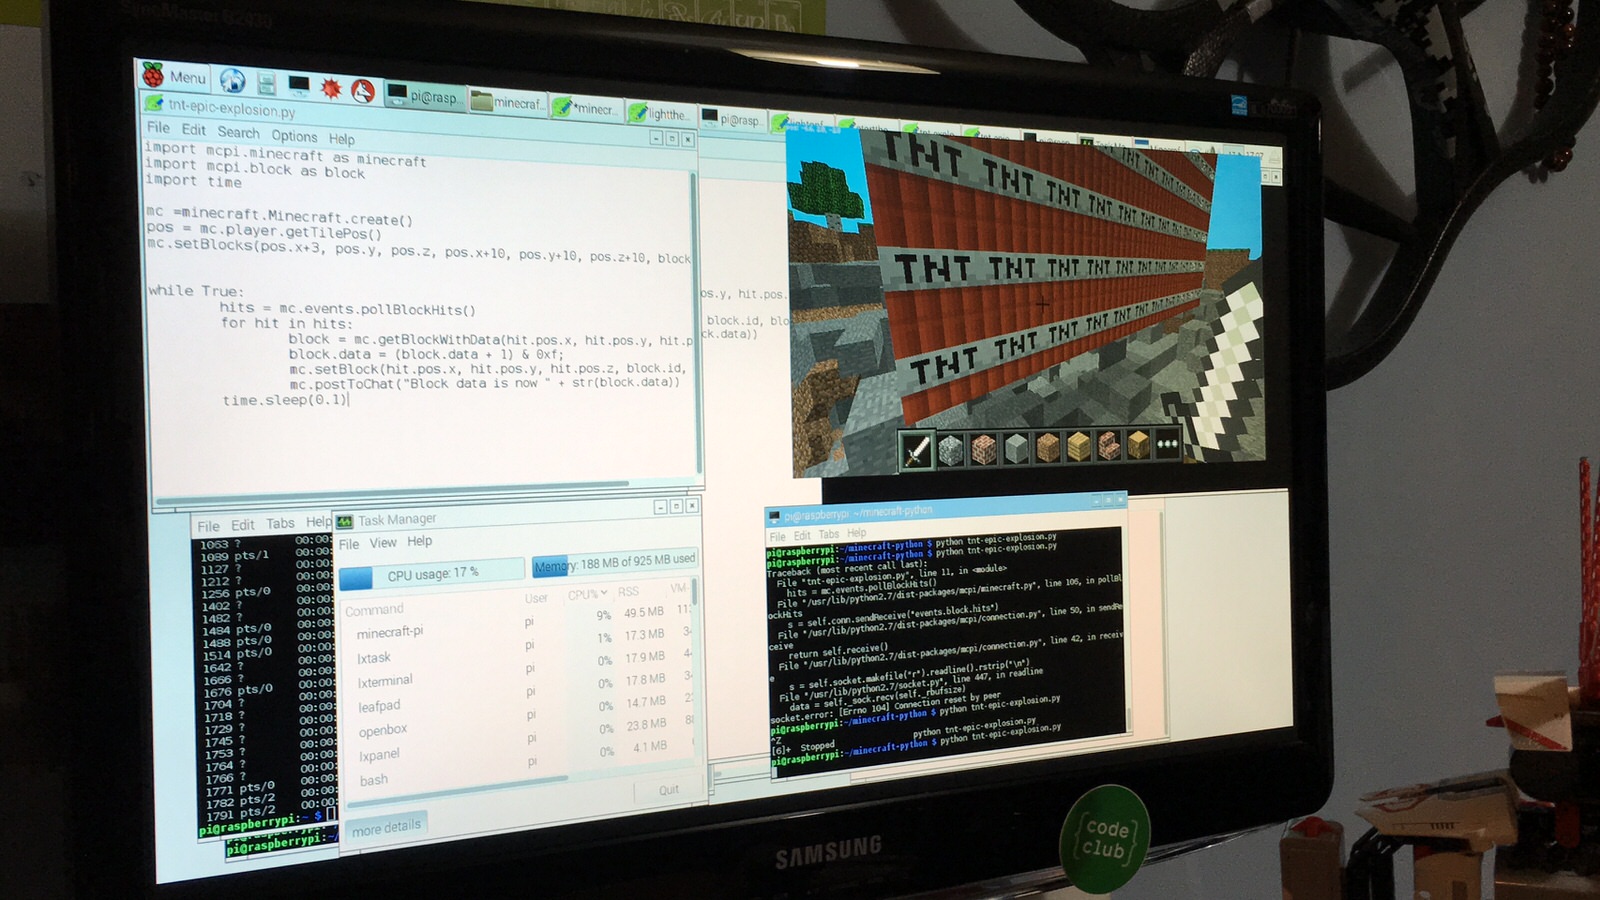 SyncMaster B2030
Menu
pi@rasp...
minecraf...
*minecr...
lightthe...
pi@rasp...
tnt-epic-explosion.py
File Edit Search Options Help
import mcpi.minecraft as minecraft
import mcpi.block as block
import time
mc =minecraft.Minecraft.create()
pos = mc.player.getTilePos()
mc.setBlocks(pos.x+3, pos.y, pos.z, pos.x+10, pos.y+10, pos.z+10, block
while True:
hits = mc.events.pollBlockHits()
for hit in hits:
block = mc.getBlockWithData(hit.pos.x, hit.pos.y, hit.p
block.data = (block.data + 1) & 0xf;
mc.setBlock(hit.pos.x, hit.pos.y, hit.pos.z, block.id,
mc.postToChat("Block data is now " + str(block.data))
time.sleep(0.1)
os.y, hit.pos.
block.id, blo
ck.data))
TNT TNT TNT TNT TNT TNT TNT
TNT TNT TNT TNT TNT TNT TNT
TNT TNT TNT TNT TNT TNT TNT
File Edit Tabs Help
1063 ? 00:00:
1089 pts/1 00:00:
1127 ? 00:00:
1212 ? 00:00:
1256 pts/0 00:00:
1402 ? 00:00:
1482 ? 00:00:
1484 pts/0 00:00:
1488 pts/0 00:00:
1514 pts/0 00:00:
1642 ? 00:00:
1666 ? 00:00:
1676 pts/0 00:00:
1704 ? 00:00:
1718 ? 00:00:
1729 ? 00:00:
1745 ? 00:00:
1753 ? 00:00:
1764 ? 00:00:
1766 ? 00:00:
1771 pts/0 00:00:
1782 pts/2 00:00:
1791 pts/2 00:00:
pi@raspberrypi:~ $
pi@raspberrypi:~/
Task Manager
File View Help
CPU usage: 17 %
Memory: 188 MB of 925 MB used
Command User CPU% RSS VM-
minecraft-pi pi 9% 49.5 MB 11
lxtask pi 1% 17.3 MB 3
lxterminal pi 0% 17.9 MB 4
leafpad pi 0% 17.8 MB 3
openbox pi 0% 14.7 MB 2
lxpanel pi 0% 23.8 MB 8
bash pi 0% 4.1 MB
more details
Quit
pi@raspberrypi: ~/minecraft-python
File Edit Tabs Help
pi@raspberrypi:~/minecraft-python $ python tnt-epic-explosion.py
pi@raspberrypi:~/minecraft-python $ python tnt-epic-explosion.py
Traceback (most recent call last):
File "tnt-epic-explosion.py", line 11, in <module>
hits = mc.events.pollBlockHits()
File "/usr/lib/python2.7/dist-packages/mcpi/minecraft.py", line 106, in pollBl
ockHits
s = self.conn.sendReceive("events.block.hits")
File "/usr/lib/python2.7/dist-packages/mcpi/connection.py", line 50, in sendRe
ceive
return self.receive()
File "/usr/lib/python2.7/dist-packages/mcpi/connection.py", line 42, in receiv
e
s = self.socket.makefile("r").readline().rstrip("\n")
File "/usr/lib/python2.7/socket.py", line 447, in readline
data = self._sock.recv(self._rbufsize)
socket.error: [Errno 104] Connection reset by peer
pi@raspberrypi:~/minecraft-python $ python tnt-epic-explosion.py
^Z
[6]+ Stopped python tnt-epic-explosion.py
pi@raspberrypi:~/minecraft-python $ python tnt-epic-explosion.py
SAMSUNG
{code
club}